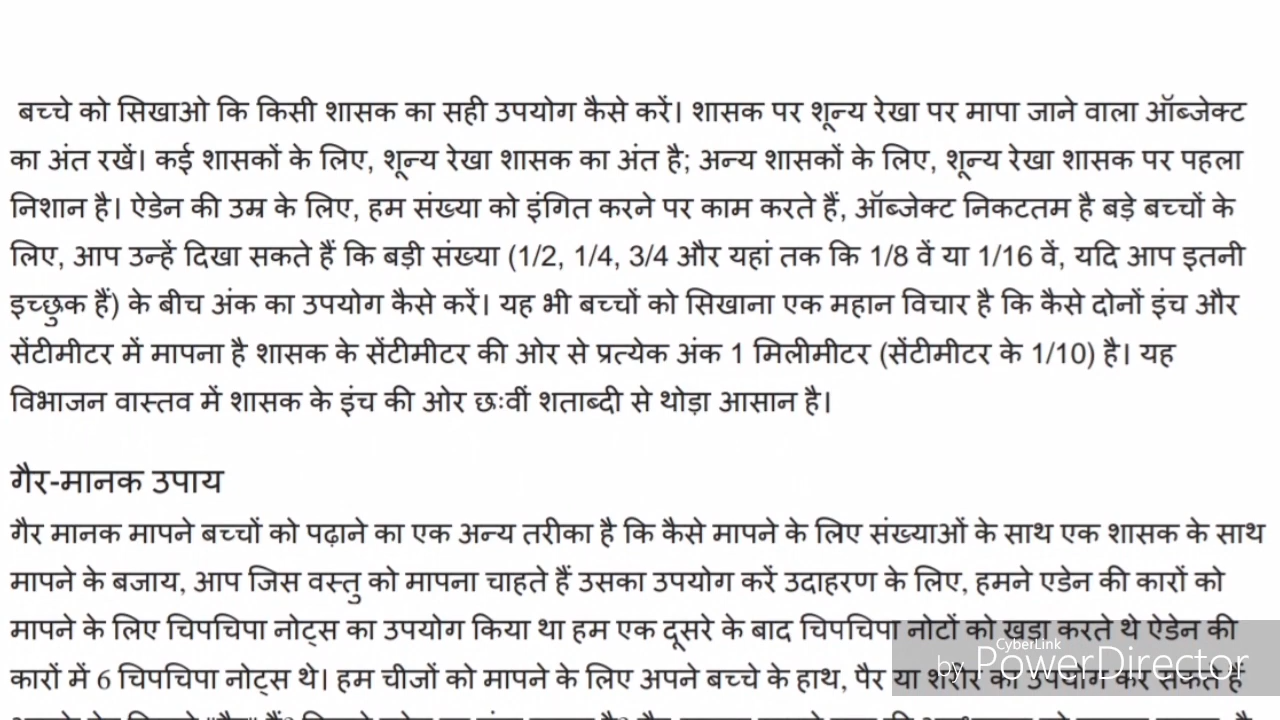 बच्चे को सिखाओ कि किसी शासक का सही उपयोग कैसे करें। शासक पर शून्य रेखा पर मापा जाने वाला ऑब्जेक्ट
का अंत रखें। कई शासकों के लिए, शून्य रेखा शासक का अंत है; अन्य शासकों के लिए, शून्य रेखा शासक पर पहला
निशान है। ऐडेन की उम्र के लिए, हम संख्या को इंगित करने पर काम करते हैं, ऑब्जेक्ट निकटतम है बड़े बच्चों के
लिए, आप उन्हें दिखा सकते हैं कि बड़ी संख्या (1/2, 1/4, 3/4 और यहां तक कि 1/8 वें या 1/16 वें, यदि आप इतनी
इच्छुक हैं) के बीच अंक का उपयोग कैसे करें। यह भी बच्चों को सिखाना एक महान विचार है कि कैसे दोनों इंच और
सेंटीमीटर में मापना है शासक के सेंटीमीटर की ओर से प्रत्येक अंक 1 मिलीमीटर (सेंटीमीटर के 1/10) है। यह
विभाजन वास्तव में शासक के इंच की ओर छःवीं शताब्दी से थोड़ा आसान है।
गैर-मानक उपाय
गैर मानक मापने बच्चों को पढ़ाने का एक अन्य तरीका है कि कैसे मापने के लिए संख्याओं के साथ एक शासक के साथ
मापने के बजाय, आप जिस वस्तु को मापना चाहते हैं उसका उपयोग करें उदाहरण के लिए, हमने एडेन की कारों को
मापने के लिए चिपचिपा नोट्स का उपयोग किया था हम एक दूसरे के बाद चिपचिपा नोटों को खड़ा करते थे ऐडेन की
कारों में 6 चिपचिपा नोट्स थे। हम चीजों को मापने के लिए अपने बच्चे के हाथ, पैर या शरीर का उपयोग कर सकते हैं
CyberLink
by PowerDirector